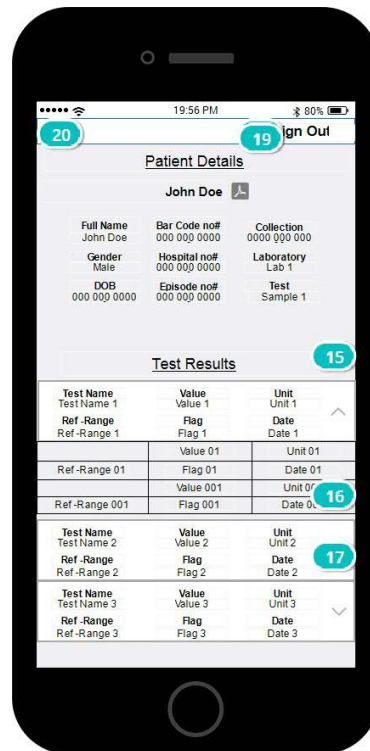 19:56 PM 80%
20 19 ign Out
Patient Details
John Doe
Full Name Bar Code no# Collection
John Doe 000 000 0000 0000 000 000
Gender Hospital no# Laboratory
Male 000 000 0000 Lab 1
DOB Episode no# Test
000 000 0000 000 000 0000 Sample 1
15
Test Results
Test Name Value Unit
Test Name 1 Value 1 Unit 1
Ref -Range Flag Date
Ref -Range 1 Flag 1 Date 1
Value 01 Unit 01
Ref -Range 01 Flag 01 Date 01
Value 001 Unit 00
16
Ref -Range 001 Flag 001 Date 00
Test Name Value Unit
Test Name 2 Value 2 Unit 2
17
Ref -Range Flag Date
Ref -Range 2 Flag 2 Date 2
Test Name Value Unit
Test Name 3 Value 3 Unit 3
Ref -Range Flag Date
Ref -Range 3 Flag 3 Date 3